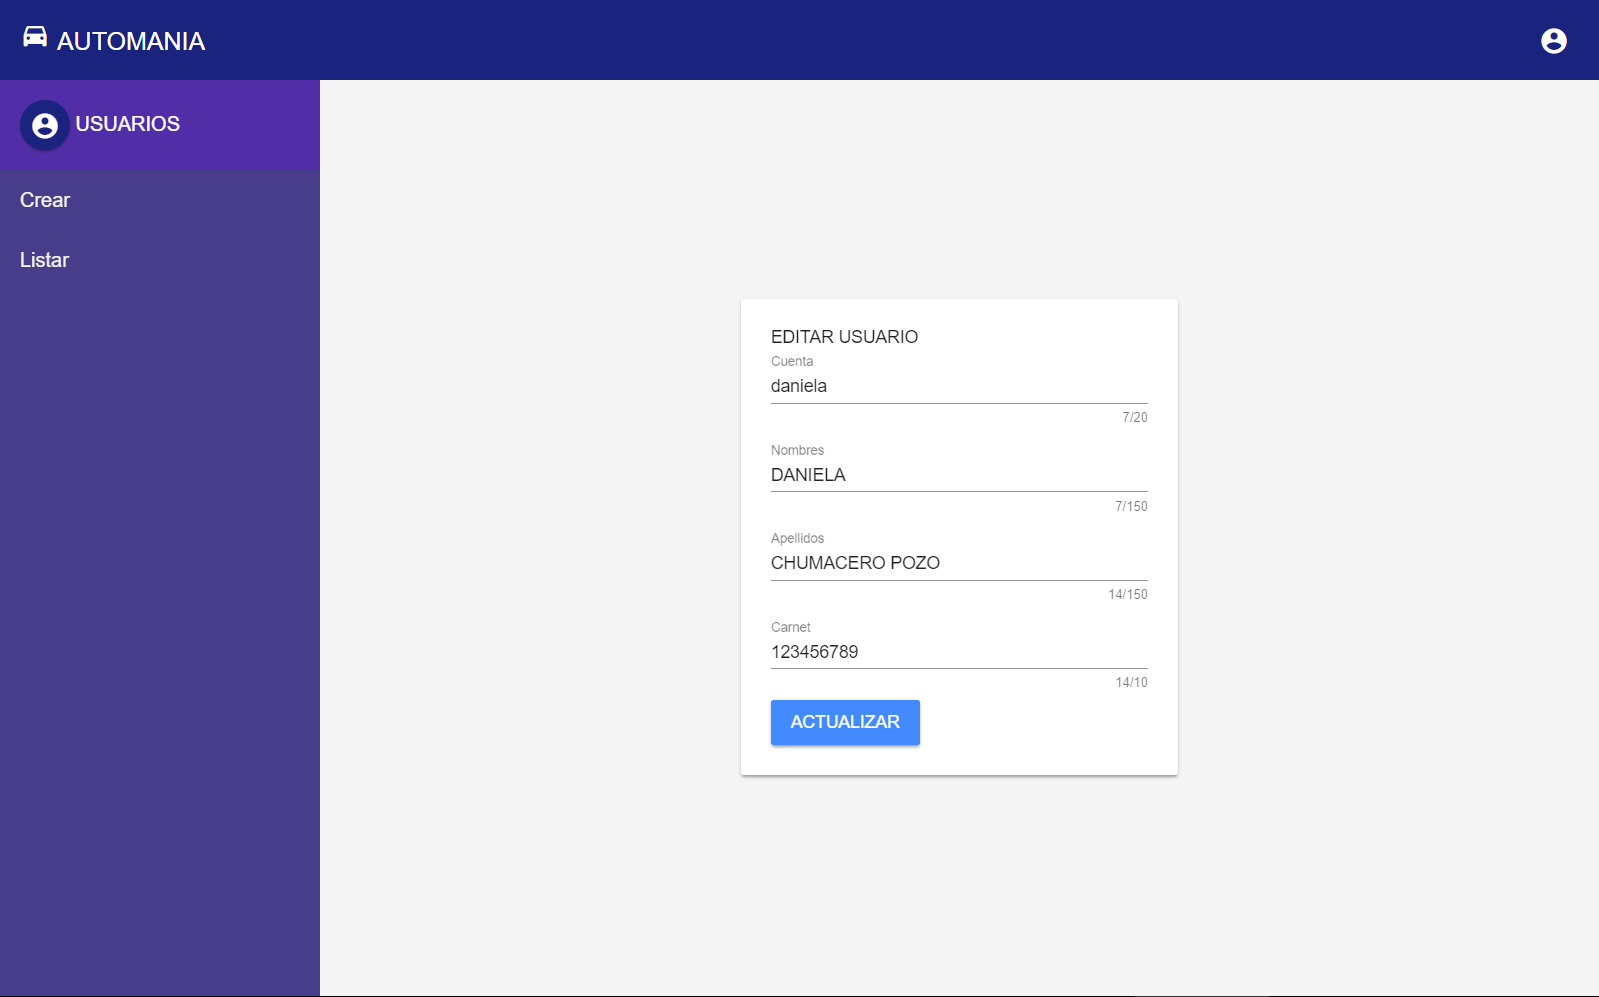 AUTOMANIA
USUARIOS
Crear
Listar
EDITAR USUARIO
Cuenta
daniela
7/20
Nombres
DANIELA
7/150
Apellidos
CHUMACERO POZO
14/150
Carnet
123456789
14/10
ACTUALIZAR